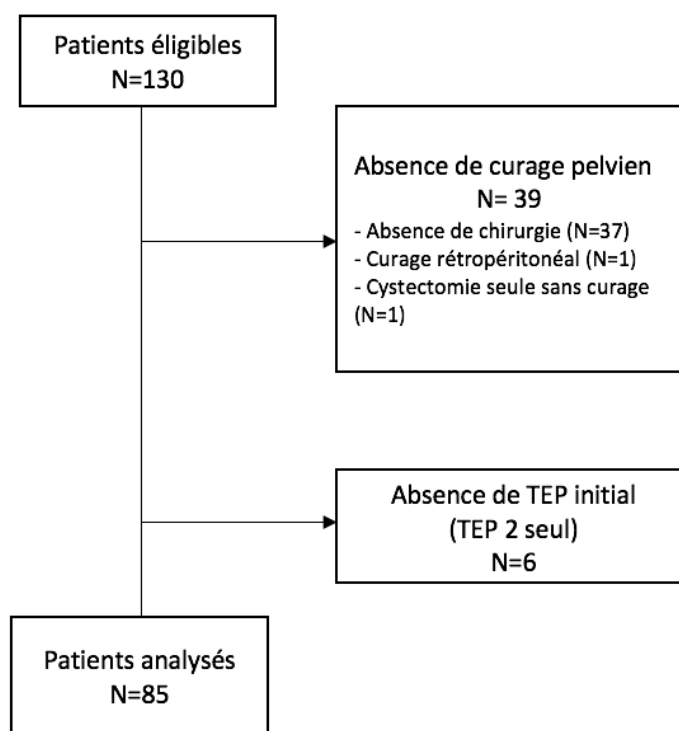 Patients éligibles
N=130
Absence de curage pelvien
N= 39
- Absence de chirurgie (N=37)
- Curage rétropéritonéal (N=1)
- Cystectomie seule sans curage
(N=1)
Absence de TEP initial
(TEP 2 seul)
N=6
Patients analysés
N=85